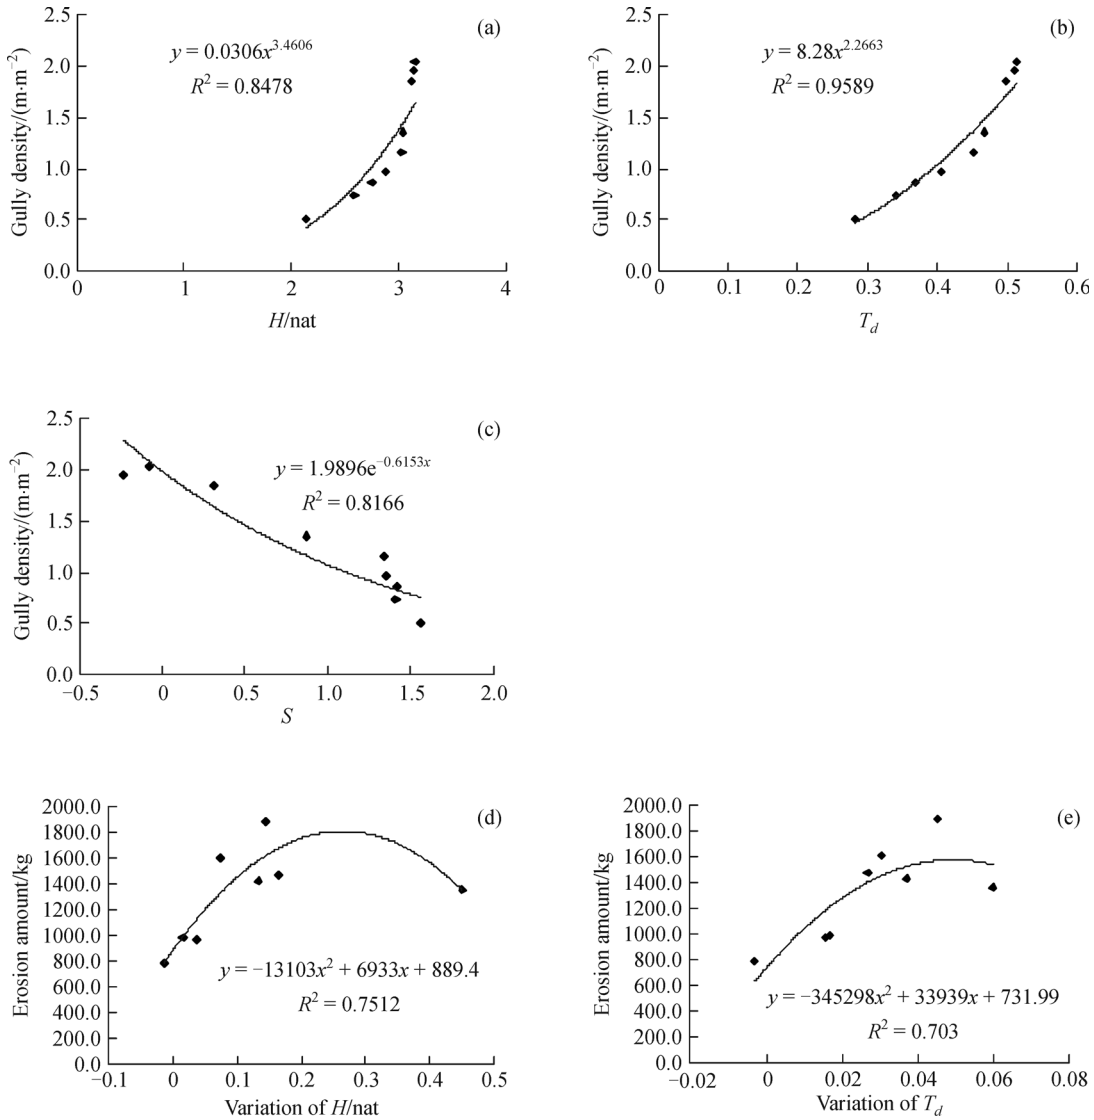 (a)
y = 0.0306x^3.4606
R² = 0.8478
Gully density/(m·m⁻²)
2.5
2.0
1.5
1.0
0.5
0.0
0 1 2 3 4
H/nat
(b)
y = 8.28x^2.2663
R² = 0.9589
Gully density/(m·m⁻²)
2.5
2.0
1.5
1.0
0.5
0.0
0 0.1 0.2 0.3 0.4 0.5 0.6
T_d
(c)
y = 1.9896e^−0.6153x
R² = 0.8166
Gully density/(m·m⁻²)
2.5
2.0
1.5
1.0
0.5
0.0
−0.5 0 0.5 1.0 1.5 2.0
S
(d)
Erosion amount/kg
2000.0
1800.0
1600.0
1400.0
1200.0
1000.0
800.0
600.0
400.0
200.0
0.0
y = −13103x² + 6933x + 889.4
R² = 0.7512
−0.1 0 0.1 0.2 0.3 0.4 0.5
Variation of H/nat
(e)
Erosion amount/kg
2000.0
1800.0
1600.0
1400.0
1200.0
1000.0
800.0
600.0
400.0
200.0
0.0
y = −345298x² + 33939x + 731.99
R² = 0.703
−0.02 0 0.02 0.04 0.06 0.08
Variation of T_d